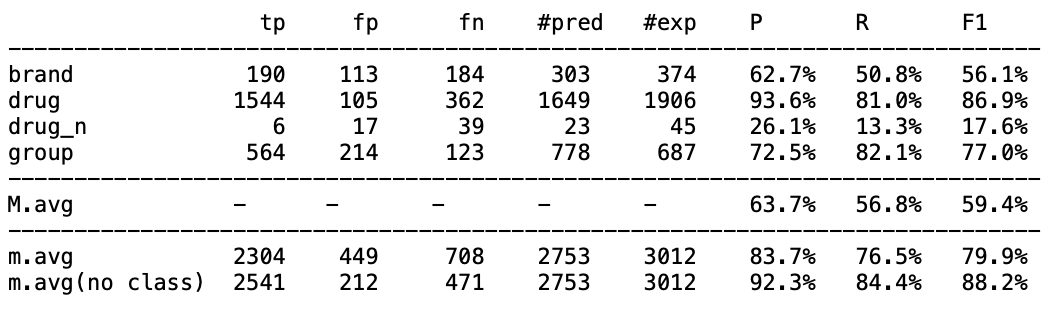 tp fp fn #pred #exp P R F1
------------------------------------------------------------------------------
brand 190 113 184 303 374 62.7% 50.8% 56.1%
drug 1544 105 362 1649 1906 93.6% 81.0% 86.9%
drug_n 6 17 39 23 45 26.1% 13.3% 17.6%
group 564 214 123 778 687 72.5% 82.1% 77.0%
------------------------------------------------------------------------------
M.avg - - - - - 63.7% 56.8% 59.4%
------------------------------------------------------------------------------
m.avg 2304 449 708 2753 3012 83.7% 76.5% 79.9%
m.avg(no class) 2541 212 471 2753 3012 92.3% 84.4% 88.2%